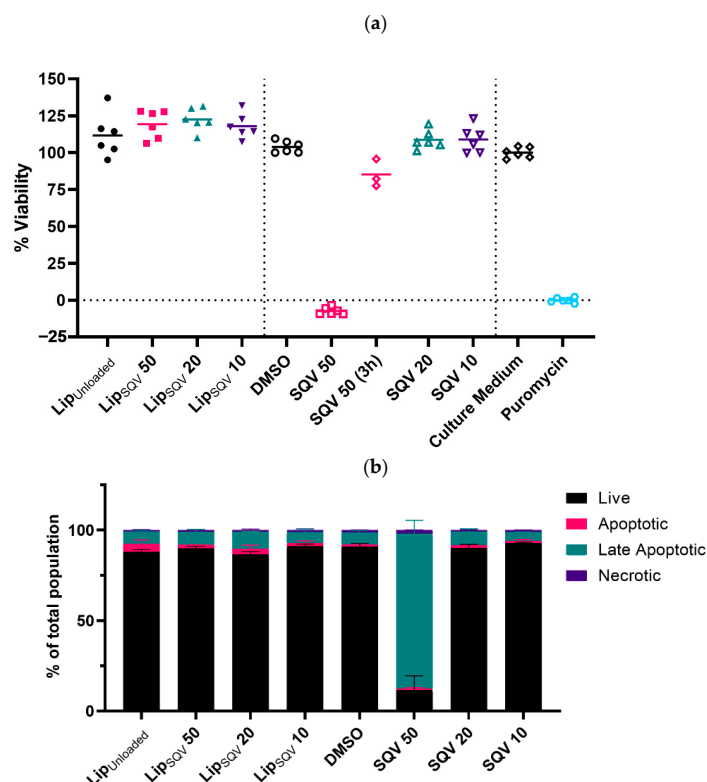 (a)
% Viability
150
125
100
75
50
25
0
−25
LipUnloaded
LipSQV 50
LipSQV 20
LipSQV 10
DMSO
SQV 50
SQV 50 (3h)
SQV 20
SQV 10
Culture Medium
Puromycin
(b)
% of total population
100
50
0
LipUnloaded
LipSQV 50
LipSQV 20
LipSQV 10
DMSO
SQV 50
SQV 20
SQV 10
Live
Apoptotic
Late Apoptotic
Necrotic